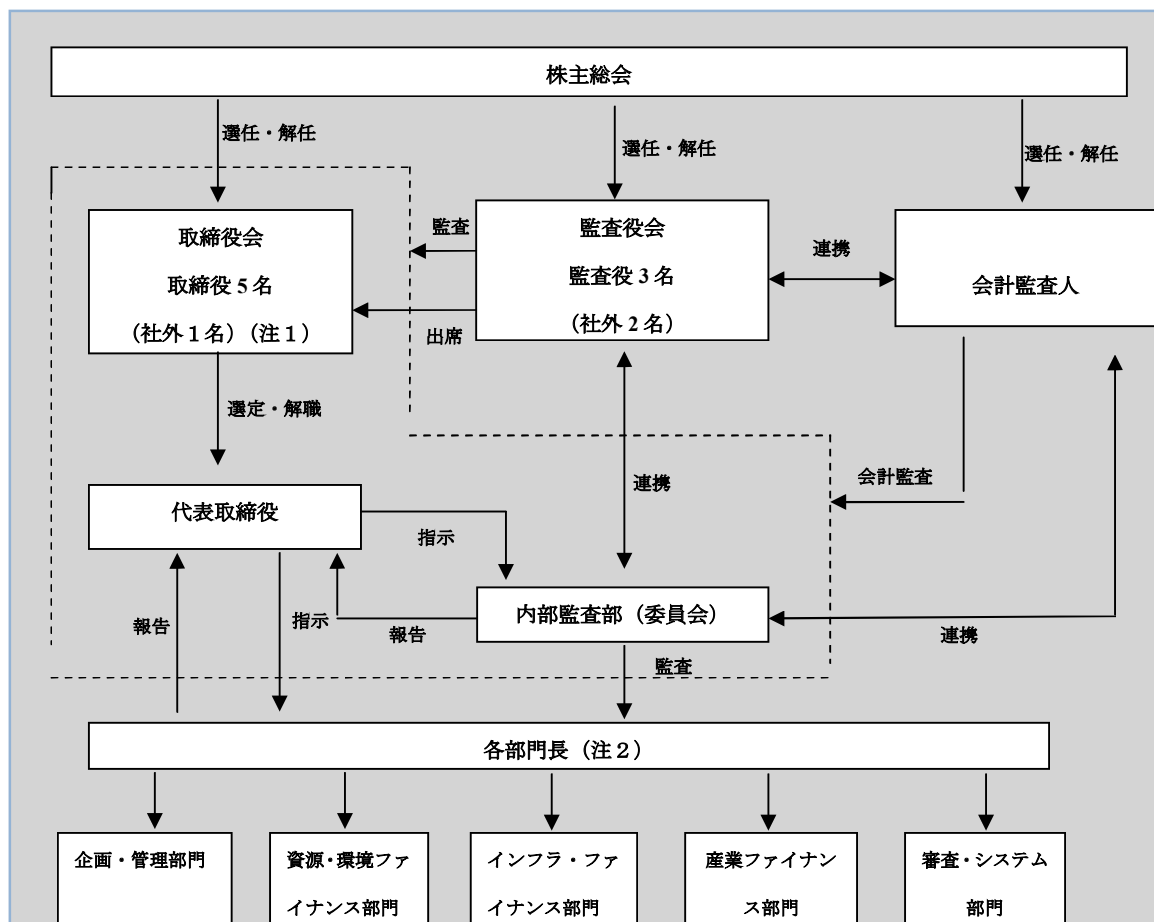 株主総会
選任・解任
選任・解任
選任・解任
取締役会
取締役5名
（社外1名）（注1）
監査
出席
監査役会
監査役3名
（社外2名）
連携
会計監査人
選定・解職
連携
会計監査
代表取締役
指示
内部監査部（委員会）
報告
指示
報告
連携
監査
各部門長（注2）
企画・管理部門
資源・環境ファ
イナンス部門
インフラ・ファ
イナンス部門
産業ファイナン
ス部門
審査・システム
部門